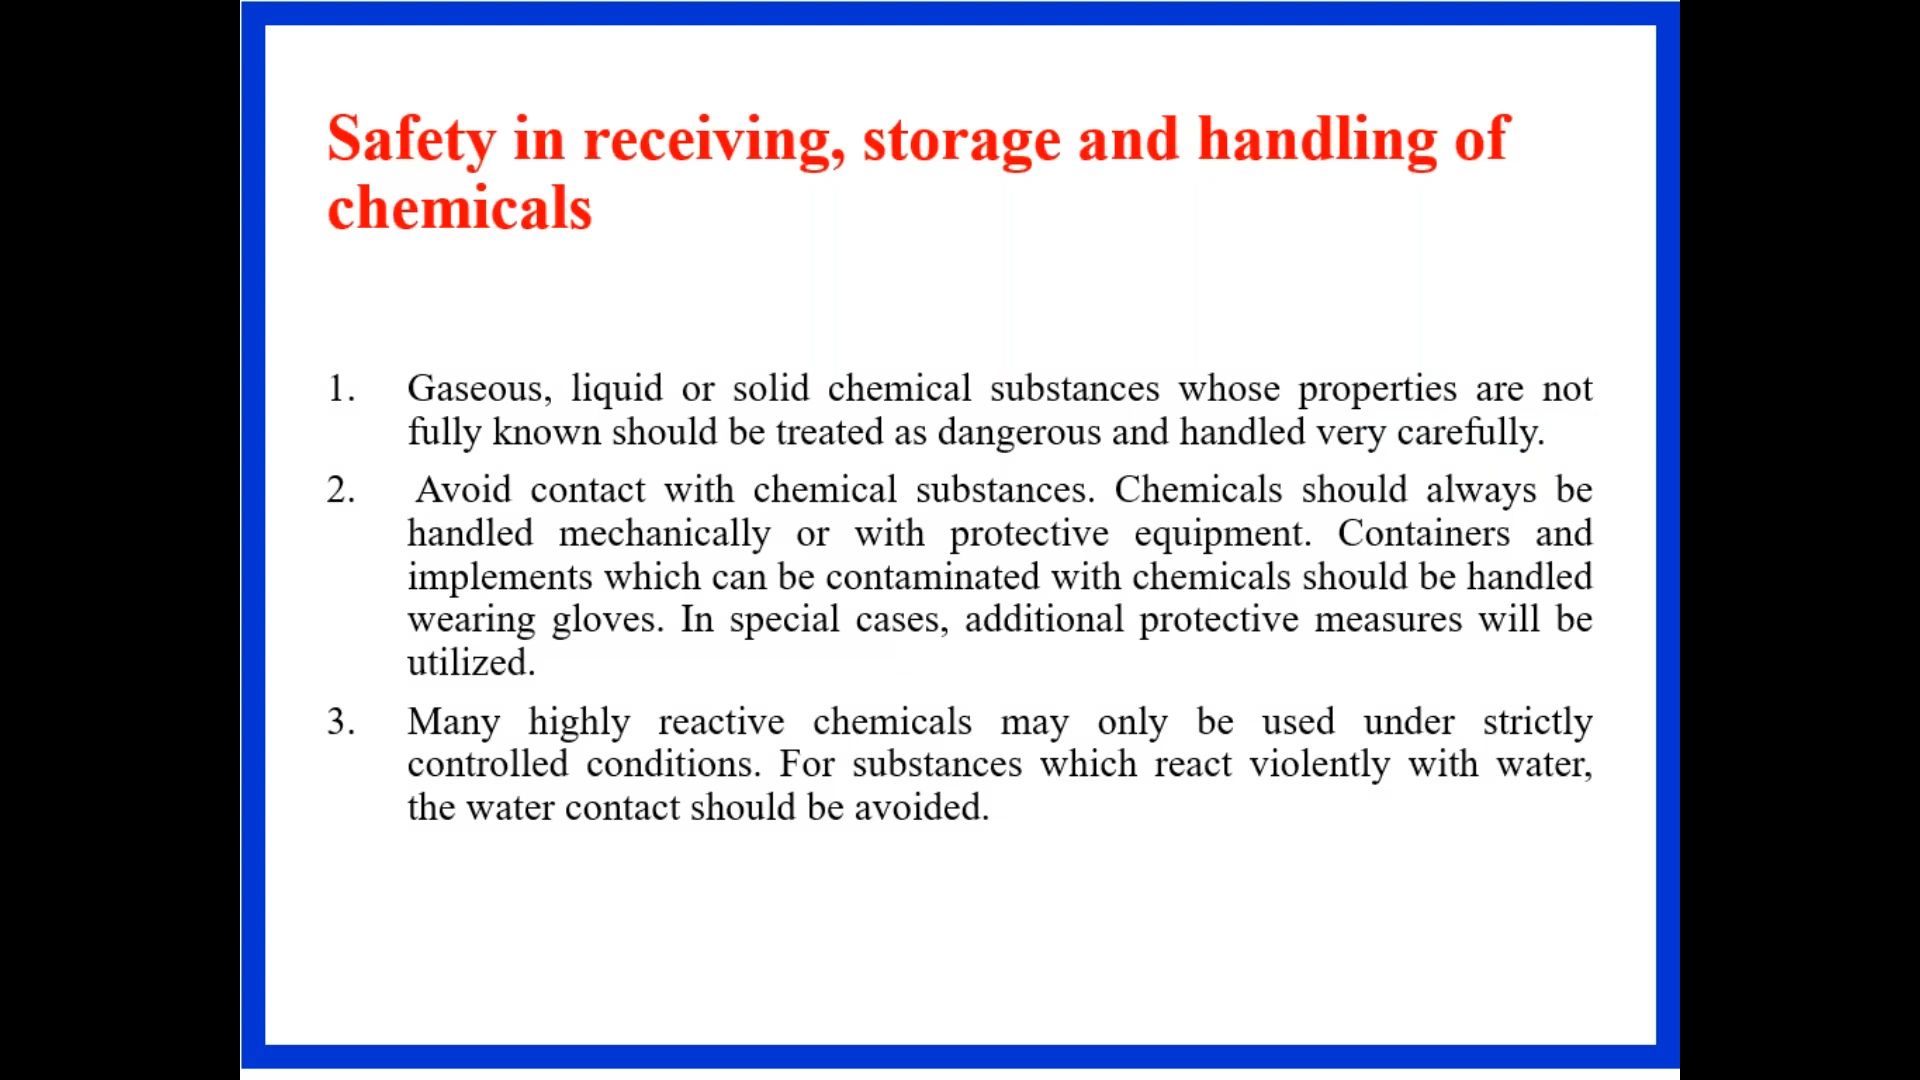 Safety in receiving, storage and handling of
chemicals
1. Gaseous, liquid or solid chemical substances whose properties are not
fully known should be treated as dangerous and handled very carefully.
2. Avoid contact with chemical substances. Chemicals should always be
handled mechanically or with protective equipment. Containers and
implements which can be contaminated with chemicals should be handled
wearing gloves. In special cases, additional protective measures will be
utilized.
3. Many highly reactive chemicals may only be used under strictly
controlled conditions. For substances which react violently with water,
the water contact should be avoided.